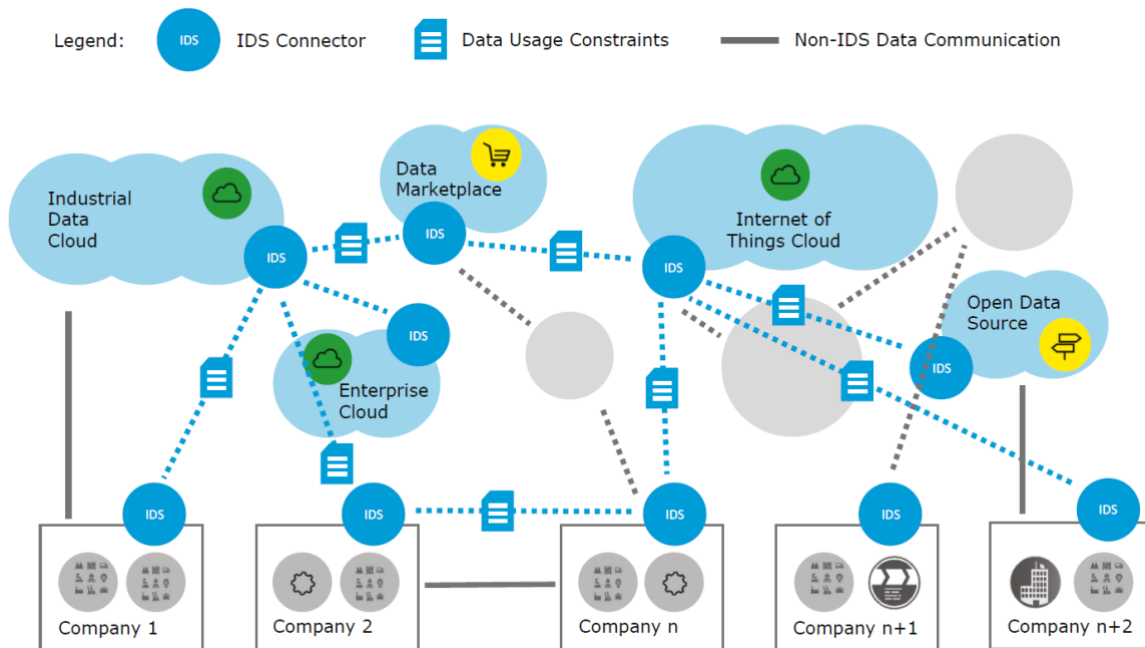 Legend:
IDS
IDS Connector
Data Usage Constraints
Non-IDS Data Communication
Industrial
Data
Cloud
Data
Marketplace
Internet of
Things Cloud
IDS
IDS
IDS
Open Data
Source
IDS
Enterprise
Cloud
IDS
IDS
IDS
IDS
IDS
IDS
Company 1
Company 2
Company n
Company n+1
Company n+2